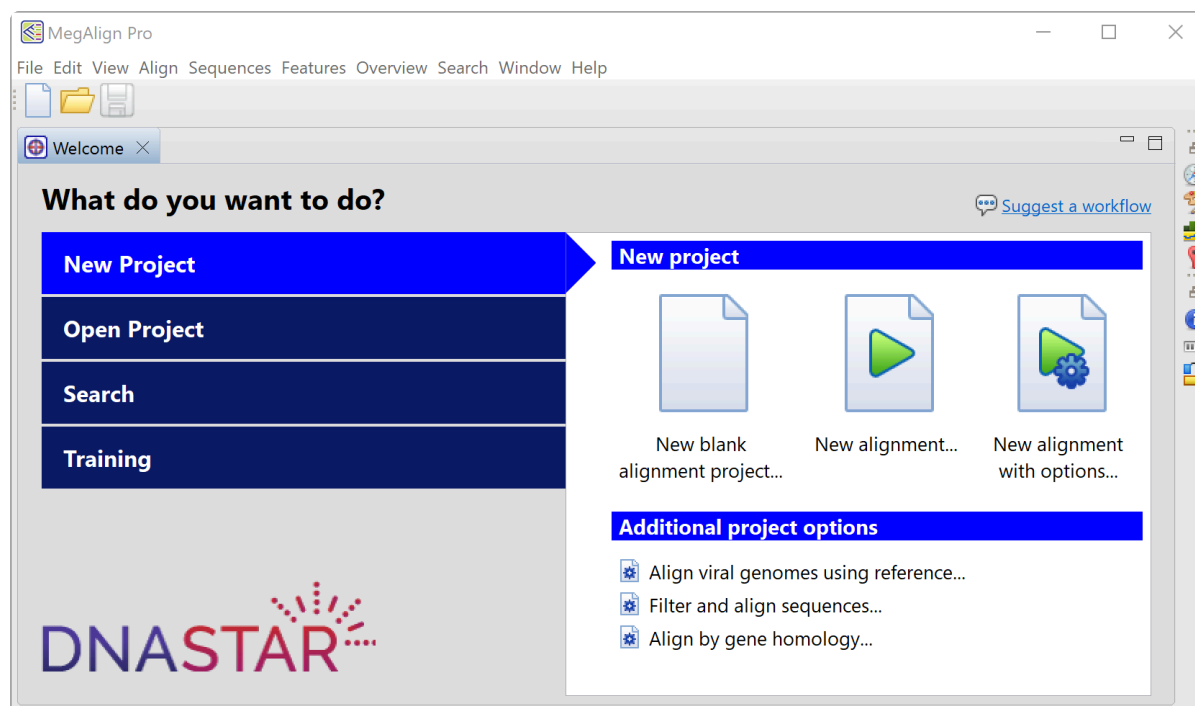 MegAlign Pro
File Edit View Align Sequences Features Overview Search Window Help
Welcome
What do you want to do?
Suggest a workflow
New Project
Open Project
Search
Training
New project
New blank
alignment project...
New alignment...
New alignment
with options...
Additional project options
Align viral genomes using reference...
Filter and align sequences...
Align by gene homology...
DNASTAR